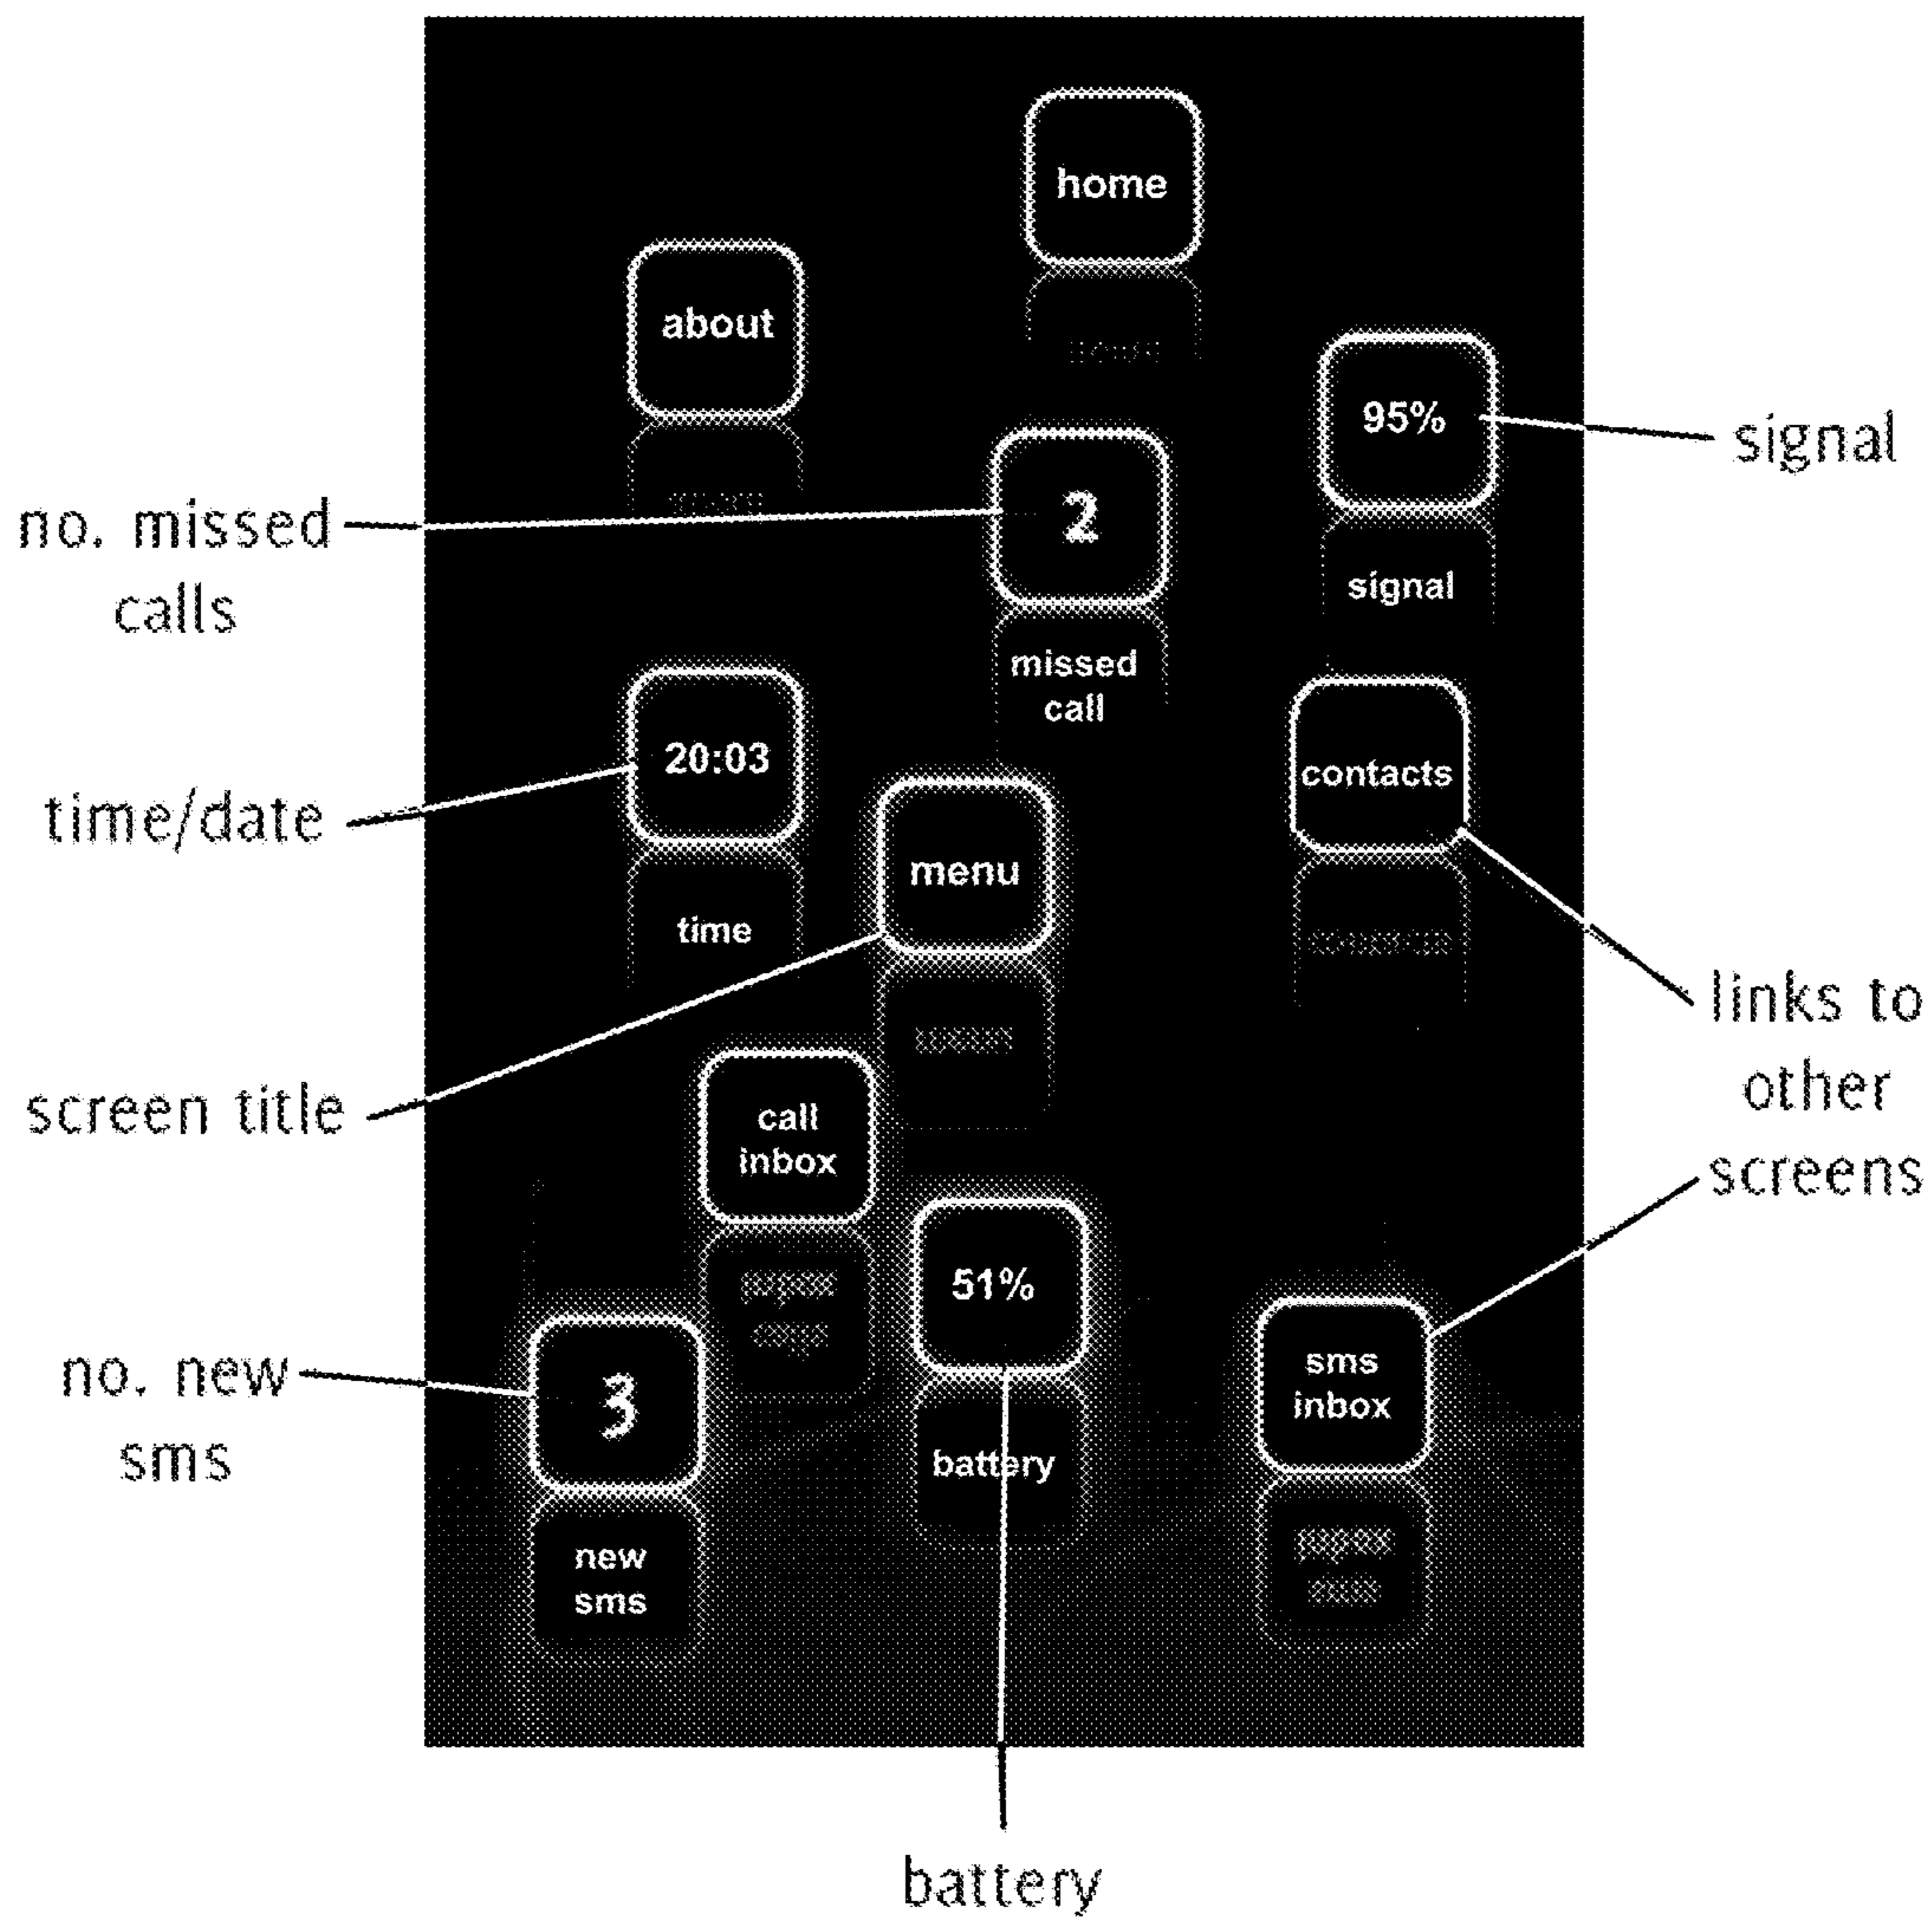 home
about
95%
signal
2
no. missed
calls
signal
missed
call
20:03
contacts
time/date
menu
time
links to
other
screens
screen title
call
inbox
51%
sms
inbox
3
no. new
sms
battery
new
sms
battery